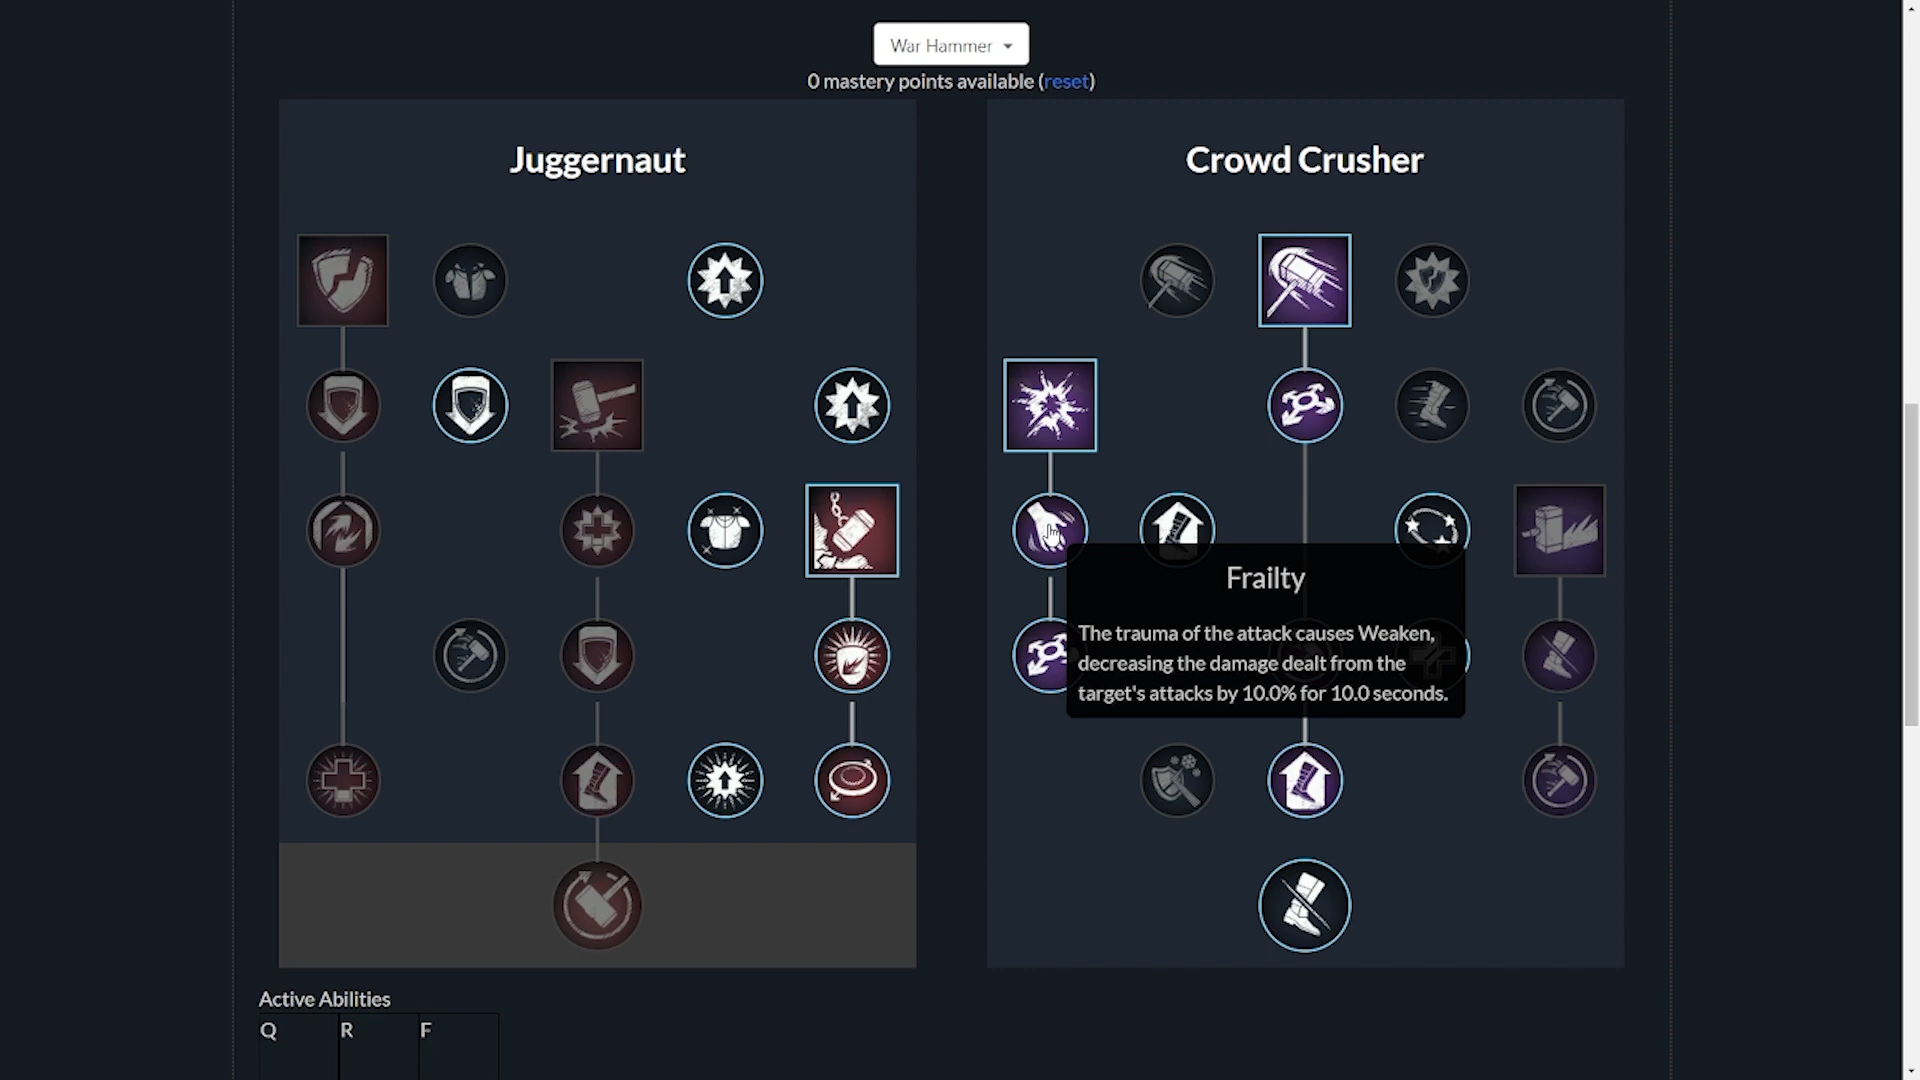 War Hammer
0 mastery points available (reset)
Juggernaut
Crowd Crusher
Frailty
The trauma of the attack causes Weaken,
decreasing the damage dealt from the
target's attacks by 10.0% for 10.0 seconds.
Active Abilities
Q R F